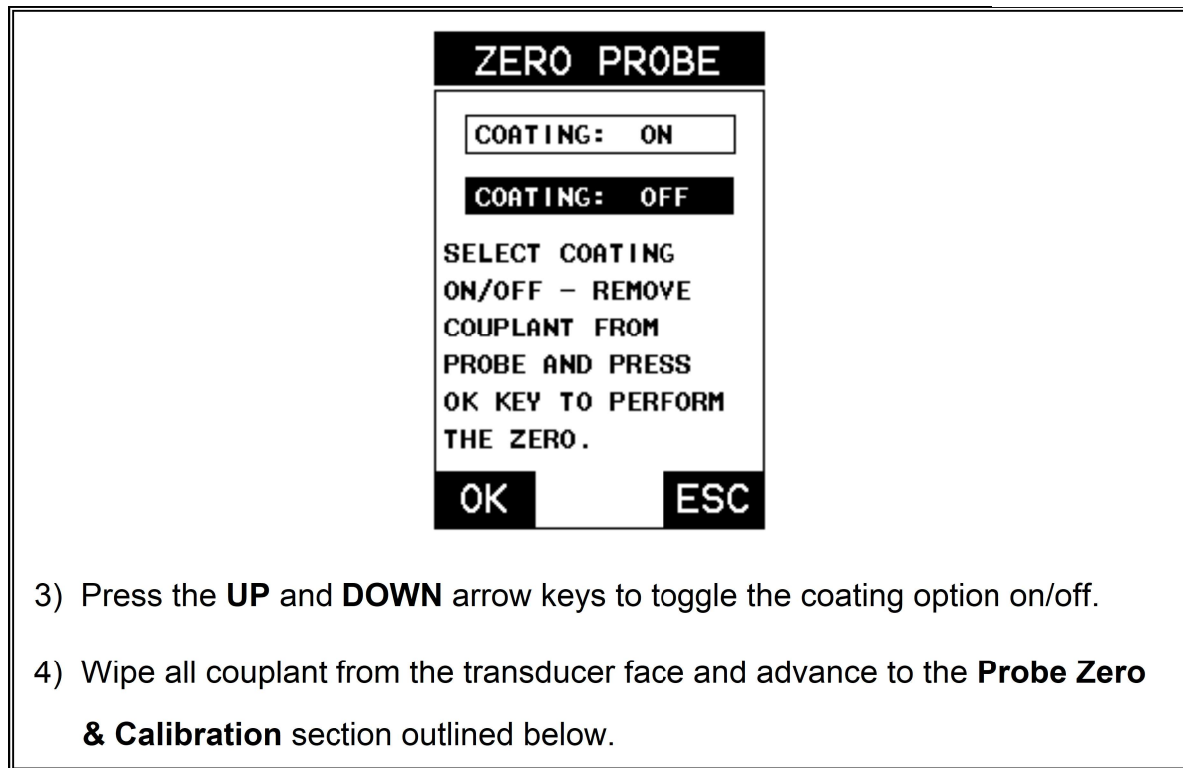 ZERO PROBE
COATING: ON
COATING: OFF
SELECT COATING
ON/OFF - REMOVE
COUPLANT FROM
PROBE AND PRESS
OK KEY TO PERFORM
THE ZERO.
OK ESC
3) Press the UP and DOWN arrow keys to toggle the coating option on/off.
4) Wipe all couplant from the transducer face and advance to the Probe Zero
& Calibration section outlined below.